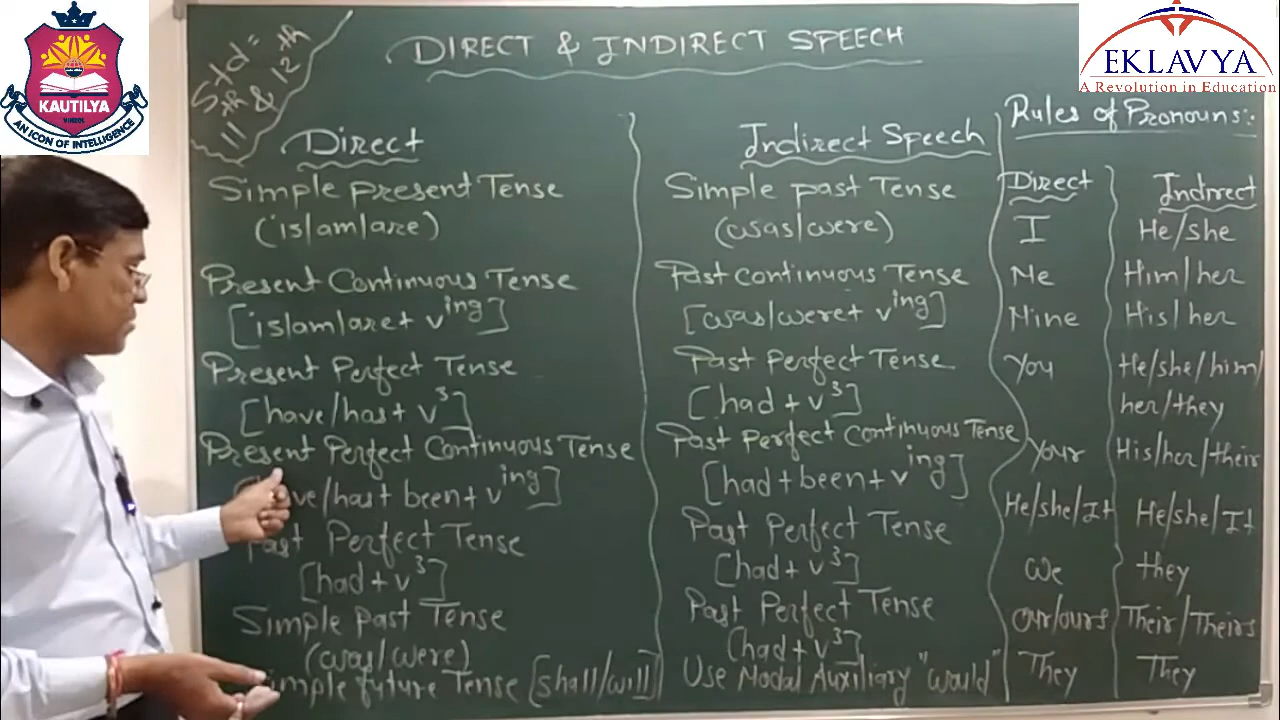 KAUTILYA
AN ICON OF INTELLIGENCE
EKLAVYA
A Revolution in Education
Std =
11th & 12th
DIRECT & INDIRECT SPEECH
Direct
Simple present Tense
(is/am/are)
Present Continuous Tense
[is/am/are + v ing]
Present Perfect Tense
[have/has + v3]
Present Perfect Continuous Tense
/has + been + v ing]
Past Perfect Tense
[had + v3]
Simple Past Tense
(was/were)
Simple future Tense [shall/will]
Indirect Speech
Simple past Tense
(was/were)
Past continuous Tense
[was/were + v ing]
Past Perfect Tense
[had + v3]
Past Perfect Continuous Tense
[had + been + v ing]
Past Perfect Tense
[had + v3]
Past Perfect Tense
[had + v3]
Use Modal Auxiliary "would"
Rules of Pronouns:-
Direct Indirect
I He/she
Me Him/her
Mine His/her
You He/she/him/
her/they
Your His/her/their
He/she/It He/she/It
We they
our/ours Their/Theirs
They They